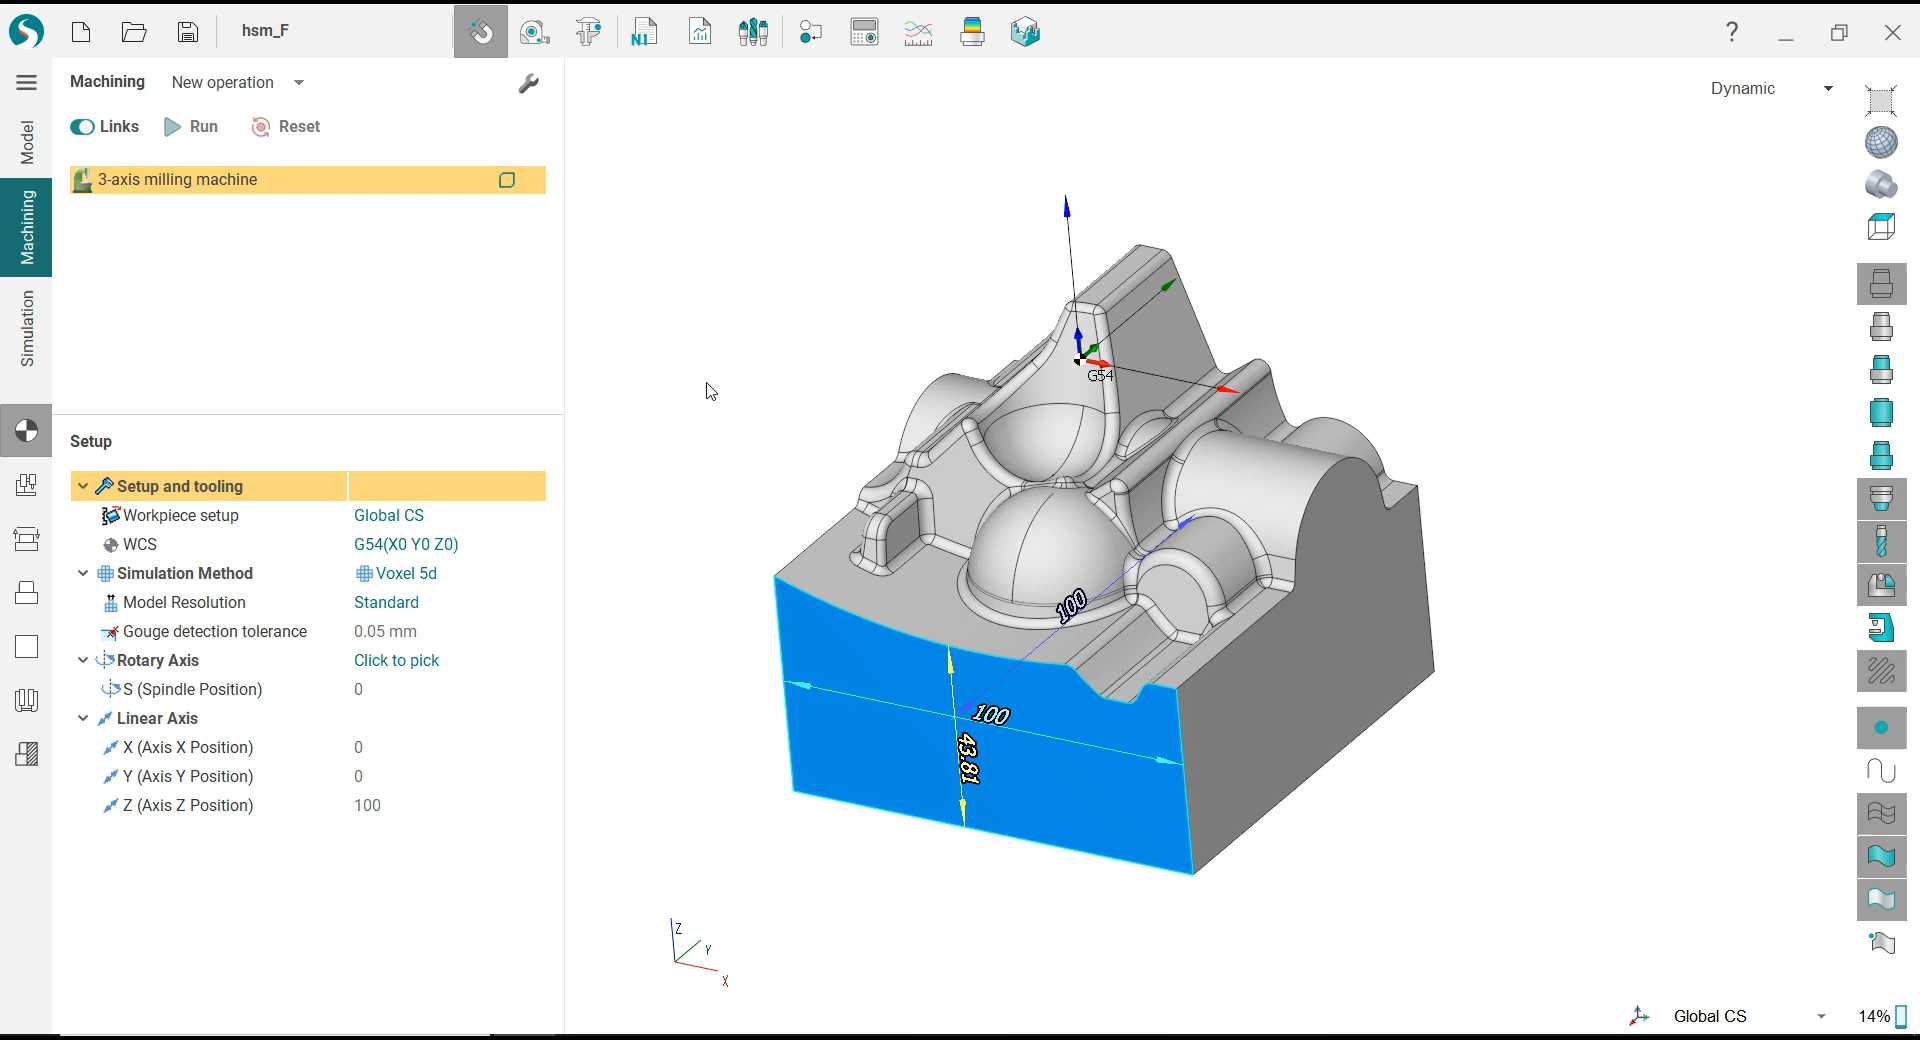 hsm_F
N1
?
Machining New operation
Links Run Reset
Dynamic
Model
Machining
Simulation
3-axis milling machine
Setup
Setup and tooling
Workpiece setup Global CS
WCS G54(X0 Y0 Z0)
Simulation Method Voxel 5d
Model Resolution Standard
Gouge detection tolerance 0.05 mm
Rotary Axis Click to pick
S (Spindle Position) 0
Linear Axis
X (Axis X Position) 0
Y (Axis Y Position) 0
Z (Axis Z Position) 100
G54
100
100
43.81
Z
Y
X
Global CS 14%